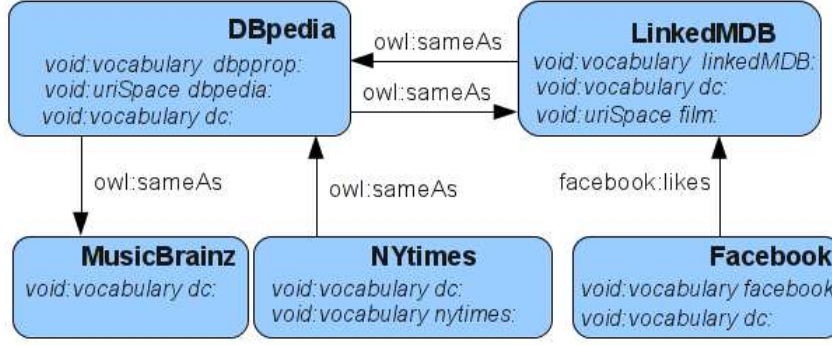 DBpedia
void:vocabulary dbpprop:
void:uriSpace dbpedia:
void:vocabulary dc:
owl:sameAs
owl:sameAs
LinkedMDB
void:vocabulary linkedMDB:
void:vocabulary dc:
void:uriSpace film:
owl:sameAs
owl:sameAs
facebook:likes
MusicBrainz
void:vocabulary dc:
NYtimes
void:vocabulary dc:
void:vocabulary nytimes:
Facebook
void:vocabulary facebook
void:vocabulary dc: